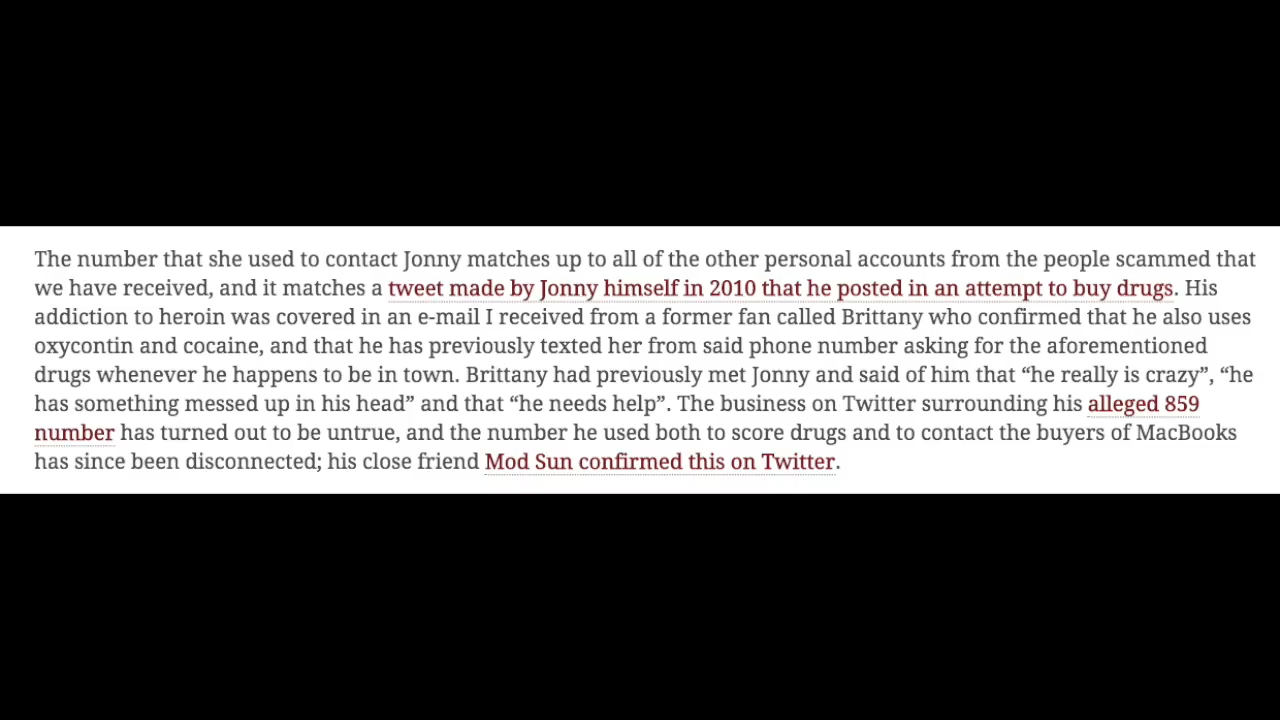 The number that she used to contact Jonny matches up to all of the other personal accounts from the people scammed that
we have received, and it matches a tweet made by Jonny himself in 2010 that he posted in an attempt to buy drugs. His
addiction to heroin was covered in an e-mail I received from a former fan called Brittany who confirmed that he also uses
oxycontin and cocaine, and that he has previously texted her from said phone number asking for the aforementioned
drugs whenever he happens to be in town. Brittany had previously met Jonny and said of him that “he really is crazy”, “he
has something messed up in his head” and that “he needs help”. The business on Twitter surrounding his alleged 859
number has turned out to be untrue, and the number he used both to score drugs and to contact the buyers of MacBooks
has since been disconnected; his close friend Mod Sun confirmed this on Twitter.